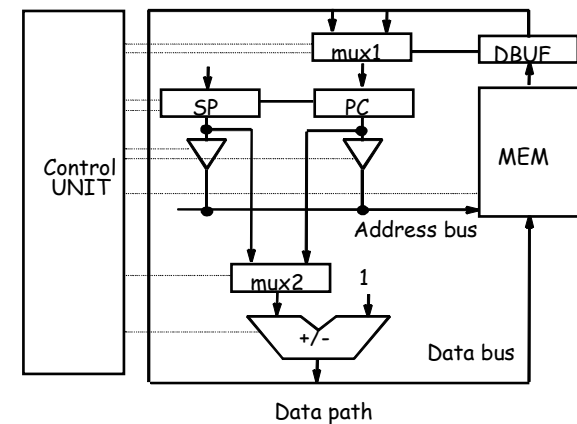 mux1
DBUF
SP
PC
Control
UNIT
MEM
Address bus
mux2
1
+/-
Data bus
Data path